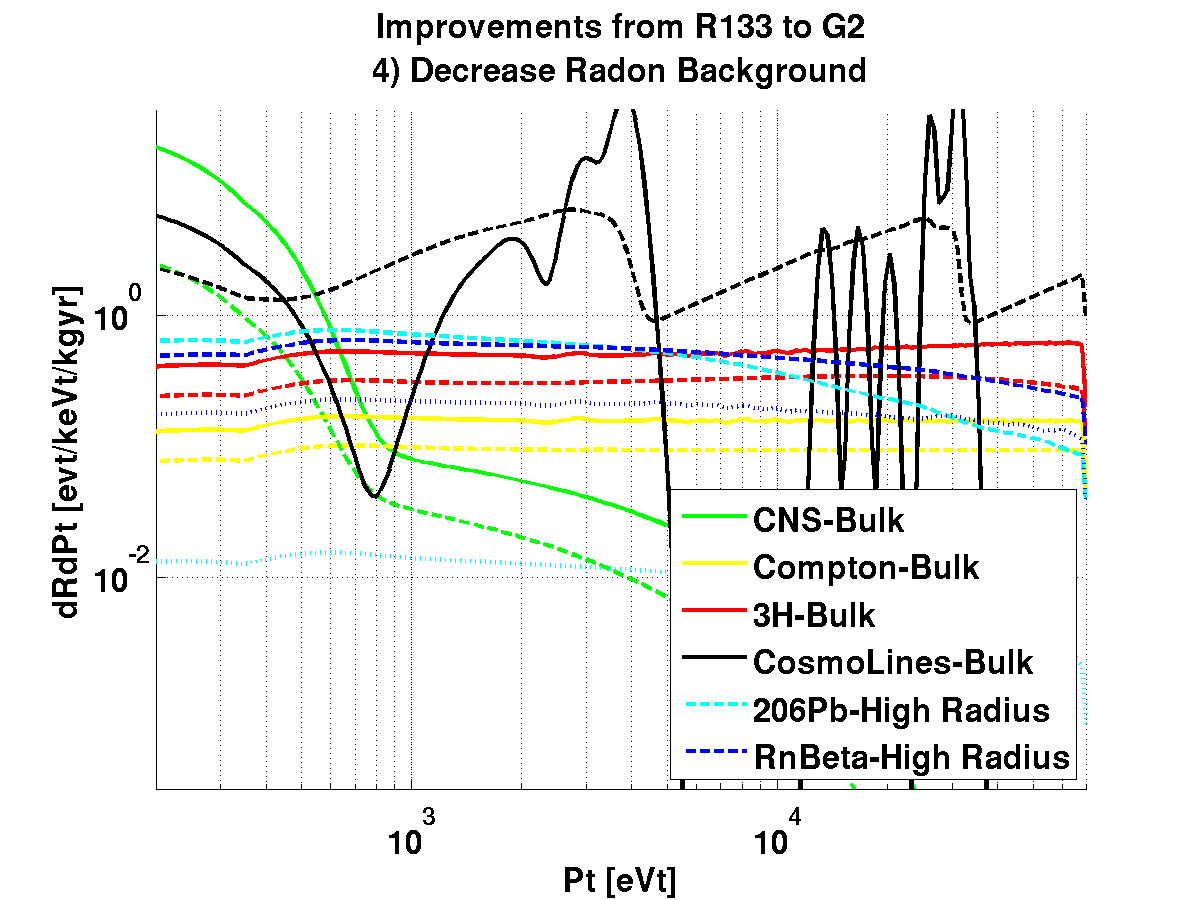 Improvements from R133 to G2
4) Decrease Radon Background
dRdPt [evt/keVt/kgyr]
10^0
10^-2
CNS-Bulk
Compton-Bulk
3H-Bulk
CosmoLines-Bulk
206Pb-High Radius
RnBeta-High Radius
10^3
10^4
Pt [eVt]